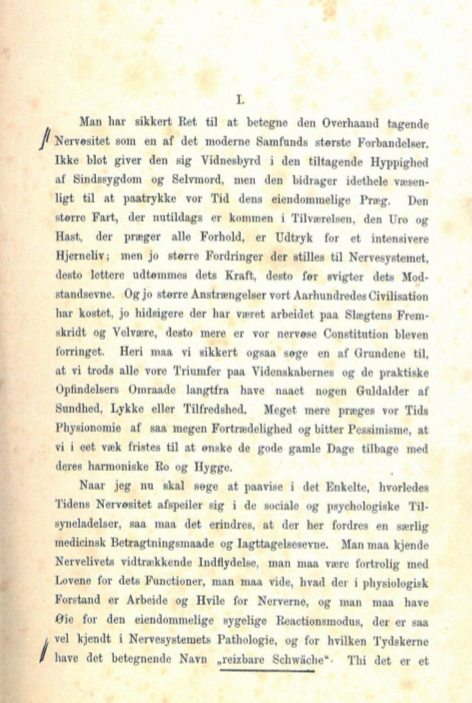 I.
Man har sikkert Ret til at betegne den Overhaand tagende
Nervøsitet som en af det moderne Samfunds største Forbandelser.
Ikke blot giver den sig Vidnesbyrd i den tiltagende Hyppighed
af Sindssygdom og Selvmord, men den bidrager idethele væsen-
ligt til at paatrykke vor Tid dens eiendommelige Præg. Den
større Fart, der nutildags er kommen i Tilværelsen, den Uro og
Hast, der præger alle Forhold, er Udtryk for et intensivere
Hjerneliv; men jo større Fordringer der stilles til Nervesystemet,
desto lettere udtømmes dets Kraft, desto før svigter dets Mod-
standsevne. Og jo større Anstrængelser vort Aarhundredes Civilisation
har kostet, jo hidsigere der har været arbeidet paa Slægtens Frem-
skridt og Velvære, desto mere er vor nervøse Constitution bleven
forringet. Heri maa vi sikkert ogsaa søge en af Grundene til,
at vi trods alle vore Triumfer paa Videnskabernes og de praktiske
Opfindelsers Omraade langtfra have naaet nogen Guldalder af
Sundhed, Lykke eller Tilfredshed. Meget mere præges vor Tids
Physionomie af saa megen Fortrædelighed og bitter Pessimisme, at
vi i eet væk fristes til at ønske de gode gamle Dage tilbage med
deres harmoniske Ro og Hygge.
Naar jeg nu skal søge at paavise i det Enkelte, hvorledes
Tidens Nervøsitet afspeiler sig i de sociale og psychologiske Til-
syneladelser, saa maa det erindres, at der her fordres en særlig
medicinsk Betragtningsmaade og Iagttagelsesevne. Man maa kjende
Nervelivets vidtrækkende Indflydelse, man maa være fortrolig med
Lovene for dets Functioner, man maa vide, hvad der i physiologisk
Forstand er Arbeide og Hvile for Nerverne, og man maa have
Øie for den eiendommelige sygelige Reactionsmodus, der er saa
vel kjendt i Nervesystemets Pathologie, og for hvilken Tydskerne
have det betegnende Navn „reizbare Schwäche“. Thi det er et